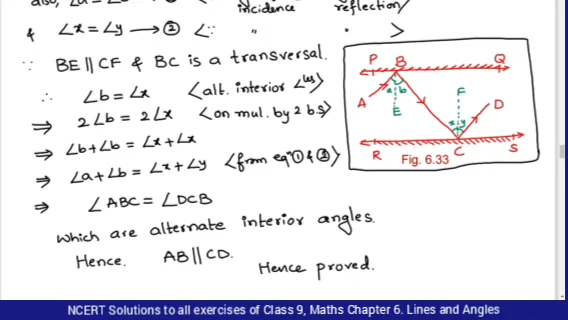 also, ∠a = ∠b → ① <∵ incidence reflection>
& ∠x = ∠y → ② <∵ " " >
∵ BE ∥ CF & BC is a transversal.
∴ ∠b = ∠x <alt. interior ∠les>
⇒ 2∠b = 2∠x <on mul. by 2 b.s>
⇒ ∠b + ∠b = ∠x + ∠x
⇒ ∠a + ∠b = ∠x + ∠y <from eqn ① & ②>
⇒ ∠ABC = ∠DCB
which are alternate interior angles.
Hence. AB ∥ CD.
Hence proved.
P B Q
a b
A E
F D
x y
R C S
Fig. 6.33
NCERT Solutions to all exercises of Class 9, Maths Chapter 6. Lines and Angles